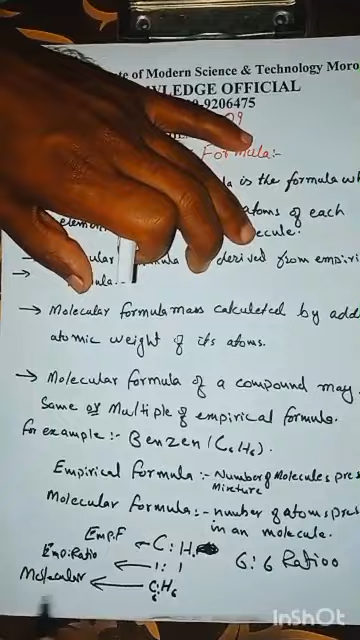 te of Modern Science & Technology Moro
WLEDGE OFFICIAL
-9206475
09
Formula:-
la is the formula wh
atoms of each
elem
ecule.
ular
derived from empiri
ula.
→ Molecular formula mass calculated by add
atomic weight of its atoms.
→ Molecular formula of a compound may
Same or Multiple of empirical formula.
for example:- Benzen (C6H6).
Empirical formula:- Number of Molecules pres
Mixture
Molecular formula:- number of atoms pres
in an molecule.
Emp.F ← C:H.
Emp:Ratio ← 1:1 6:6 Ratioo
Molecular ← C6H6
InShOt